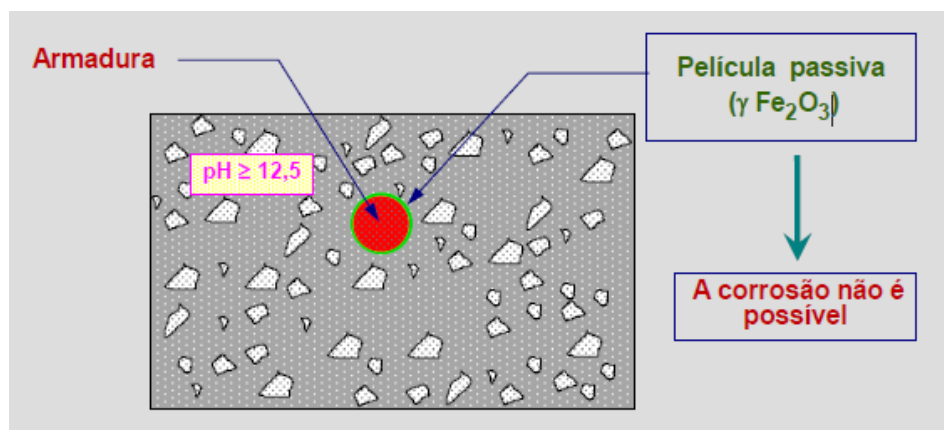 Armadura
Película passiva
(γ Fe₂O₃)
pH ≥ 12,5
A corrosão não é
possível